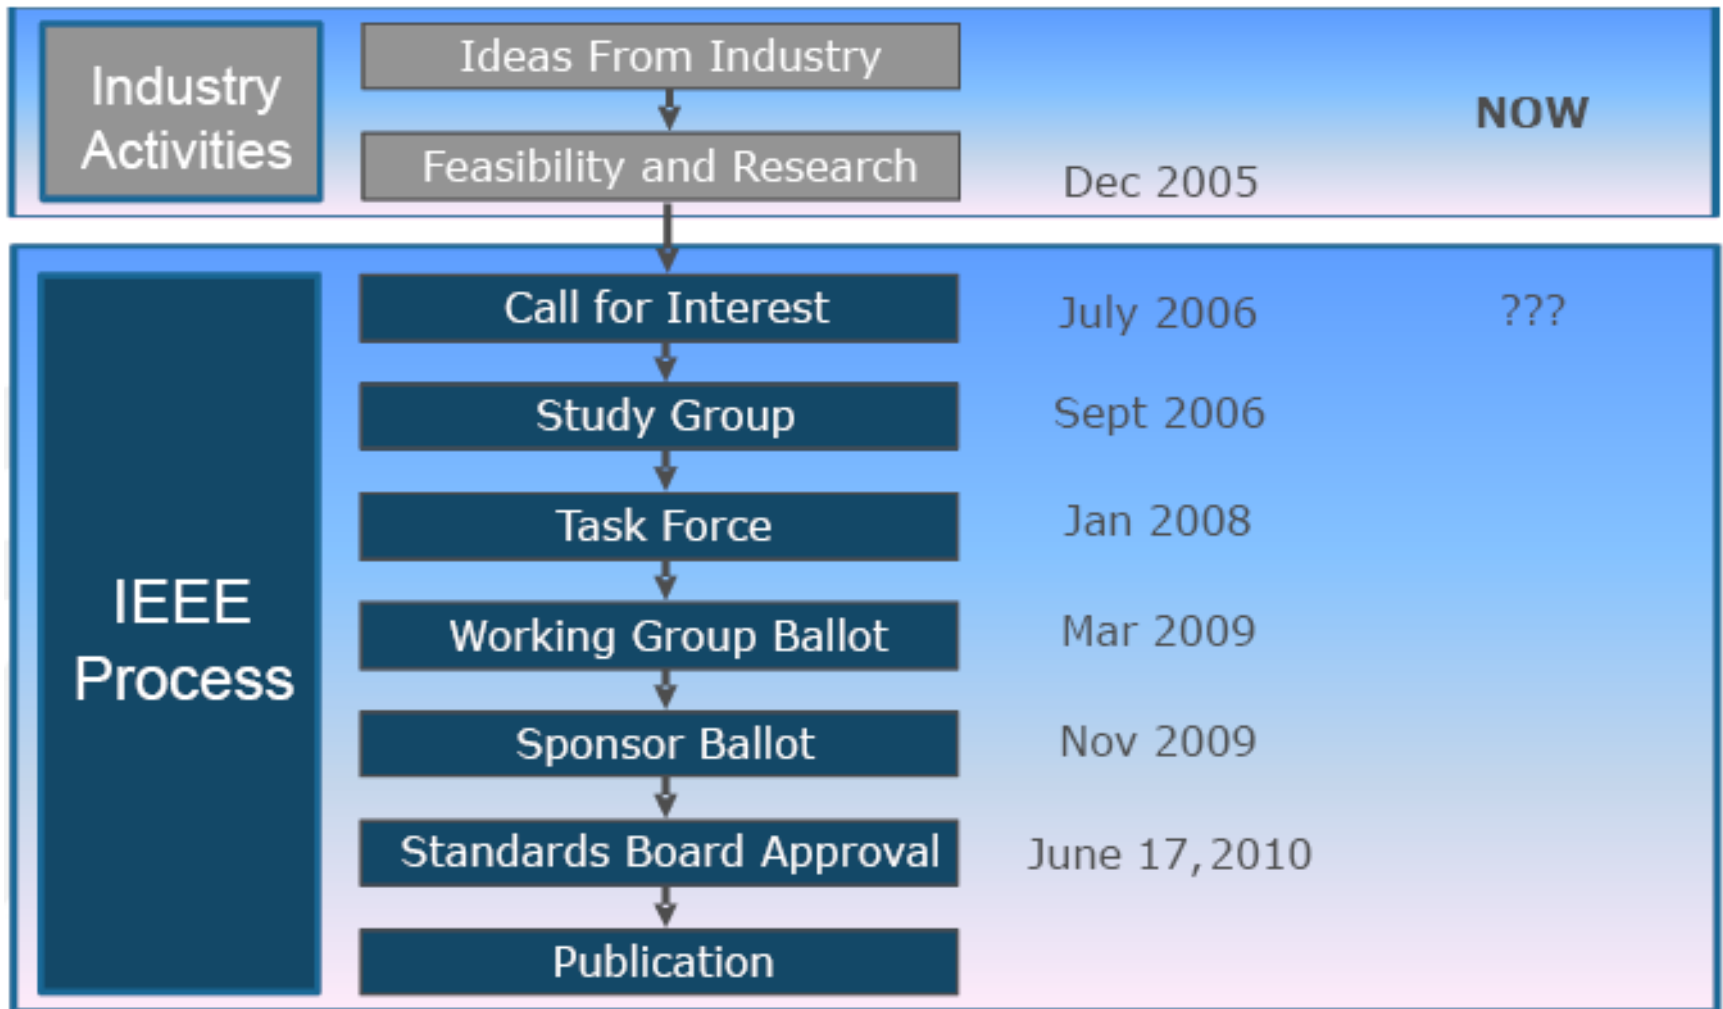 Industry
Activities
Ideas From Industry
Feasibility and Research
Dec 2005
NOW
IEEE
Process
Call for Interest
July 2006
???
Study Group
Sept 2006
Task Force
Jan 2008
Working Group Ballot
Mar 2009
Sponsor Ballot
Nov 2009
Standards Board Approval
June 17, 2010
Publication